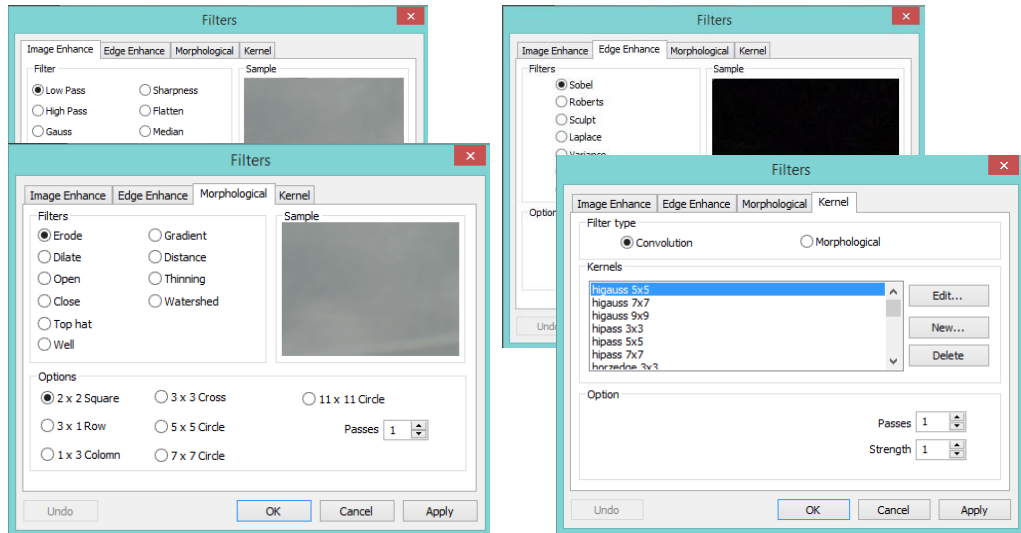 Filters
Image Enhance Edge Enhance Morphological Kernel
Filter Sample
Low Pass Sharpness
High Pass Flatten
Gauss Median
Filters
Image Enhance Edge Enhance Morphological Kernel
Filters Sample
Sobel
Roberts
Sculpt
Laplace
Variance
Option
Und
Filters
Image Enhance Edge Enhance Morphological Kernel
Filters Sample
Erode Gradient
Dilate Distance
Open Thinning
Close Watershed
Top hat
Well
Options
2 x 2 Square 3 x 3 Cross 11 x 11 Circle
3 x 1 Row 5 x 5 Circle Passes 1
1 x 3 Colomn 7 x 7 Circle
Undo OK Cancel Apply
Filters
Image Enhance Edge Enhance Morphological Kernel
Filter type
Convolution Morphological
Kernels
higauss 5x5 Edit...
higauss 7x7
higauss 9x9 New...
hipass 3x3
hipass 5x5 Delete
hipass 7x7
horzedge 3x3
Option
Passes 1
Strength 1
Undo OK Cancel Apply